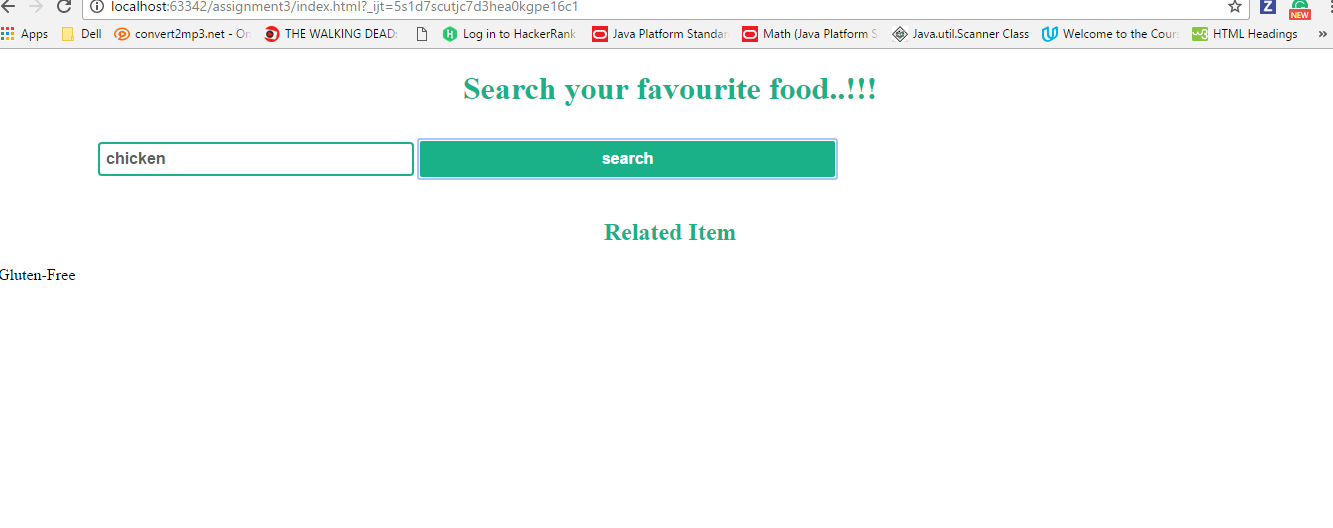 localhost:63342/assignment3/index.html?_ijt=5s1d7scutjc7d3hea0kgpe16c1
NEW
Apps Dell convert2mp3.net - On THE WALKING DEAD: Log in to HackerRank Java Platform Standar Math (Java Platform S Java.util.Scanner Class Welcome to the Cour HTML Headings »
Search your favourite food..!!!
chicken search
Related Item
Gluten-Free